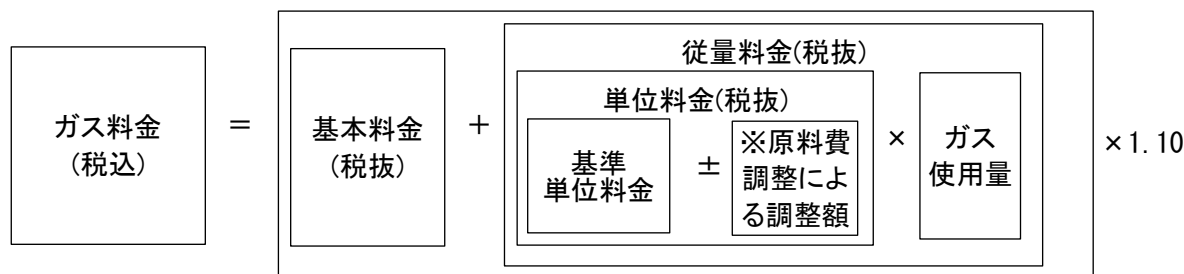 ガス料金
(税込)
＝
基本料金
(税抜)
＋
従量料金(税抜)
単位料金(税抜)
基準
単位料金
±
※原料費
調整によ
る調整額
×
ガス
使用量
×1.10